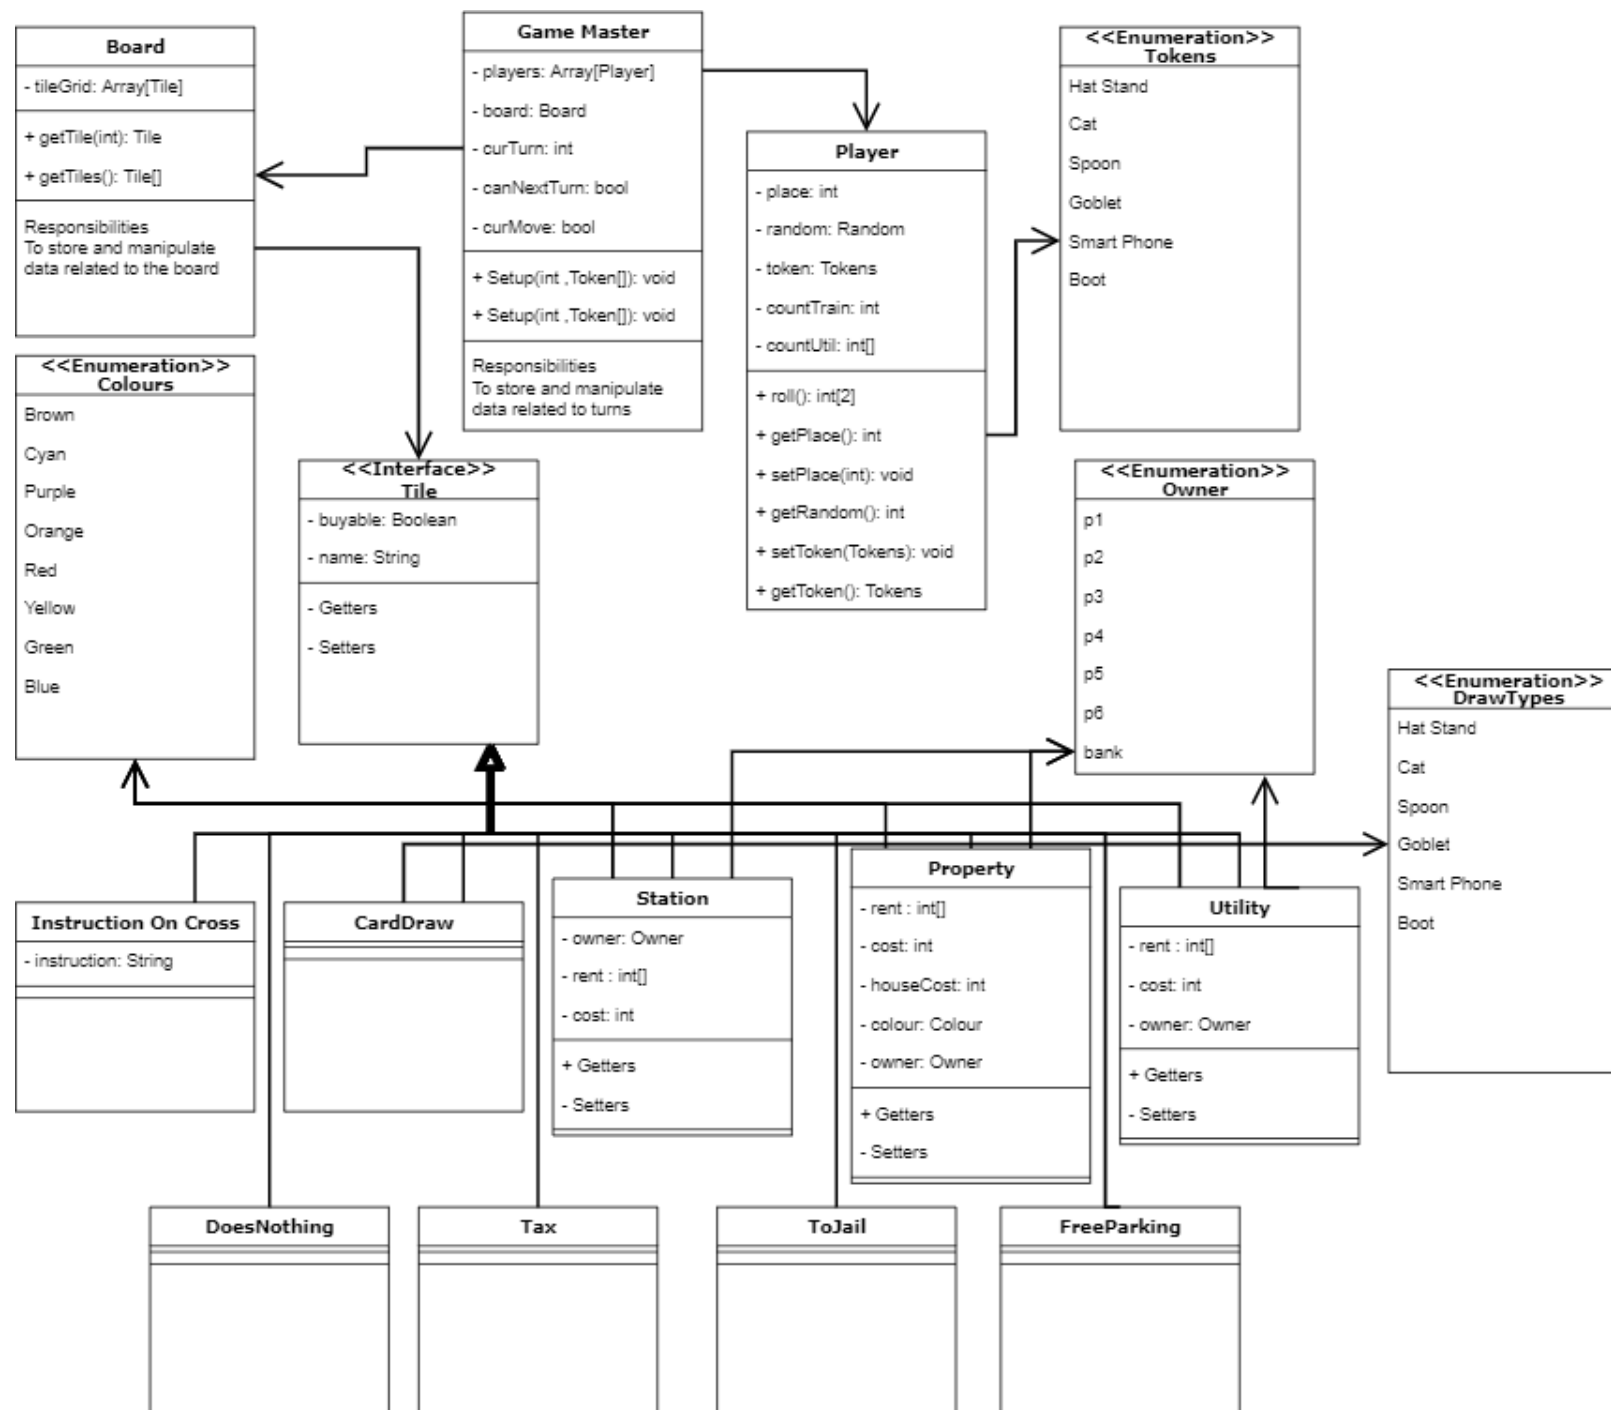 Board
- tileGrid: Array[Tile]
+ getTile(int): Tile
+ getTiles(): Tile[]
Responsibilities
To store and manipulate
data related to the board
Game Master
- players: Array[Player]
- board: Board
- curTurn: int
- canNextTurn: bool
- curMove: bool
+ Setup(int ,Token[]): void
+ Setup(int ,Token[]): void
Responsibilities
To store and manipulate
data related to turns
Player
- place: int
- random: Random
- token: Tokens
- countTrain: int
- countUtil: int[]
+ roll(): int[2]
+ getPlace(): int
+ setPlace(int): void
+ getRandom(): int
+ setToken(Tokens): void
+ getToken(): Tokens
<<Enumeration>>
Tokens
Hat Stand
Cat
Spoon
Goblet
Smart Phone
Boot
<<Enumeration>>
Colours
Brown
Cyan
Purple
Orange
Red
Yellow
Green
Blue
<<Interface>>
Tile
- buyable: Boolean
- name: String
- Getters
- Setters
<<Enumeration>>
Owner
p1
p2
p3
p4
p5
p6
bank
<<Enumeration>>
DrawTypes
Hat Stand
Cat
Spoon
Goblet
Smart Phone
Boot
Instruction On Cross
- instruction: String
CardDraw
Station
- owner: Owner
- rent : int[]
- cost: int
+ Getters
- Setters
Property
- rent : int[]
- cost: int
- houseCost: int
- colour: Colour
- owner: Owner
+ Getters
- Setters
Utility
- rent : int[]
- cost: int
- owner: Owner
+ Getters
- Setters
DoesNothing
Tax
ToJail
FreeParking